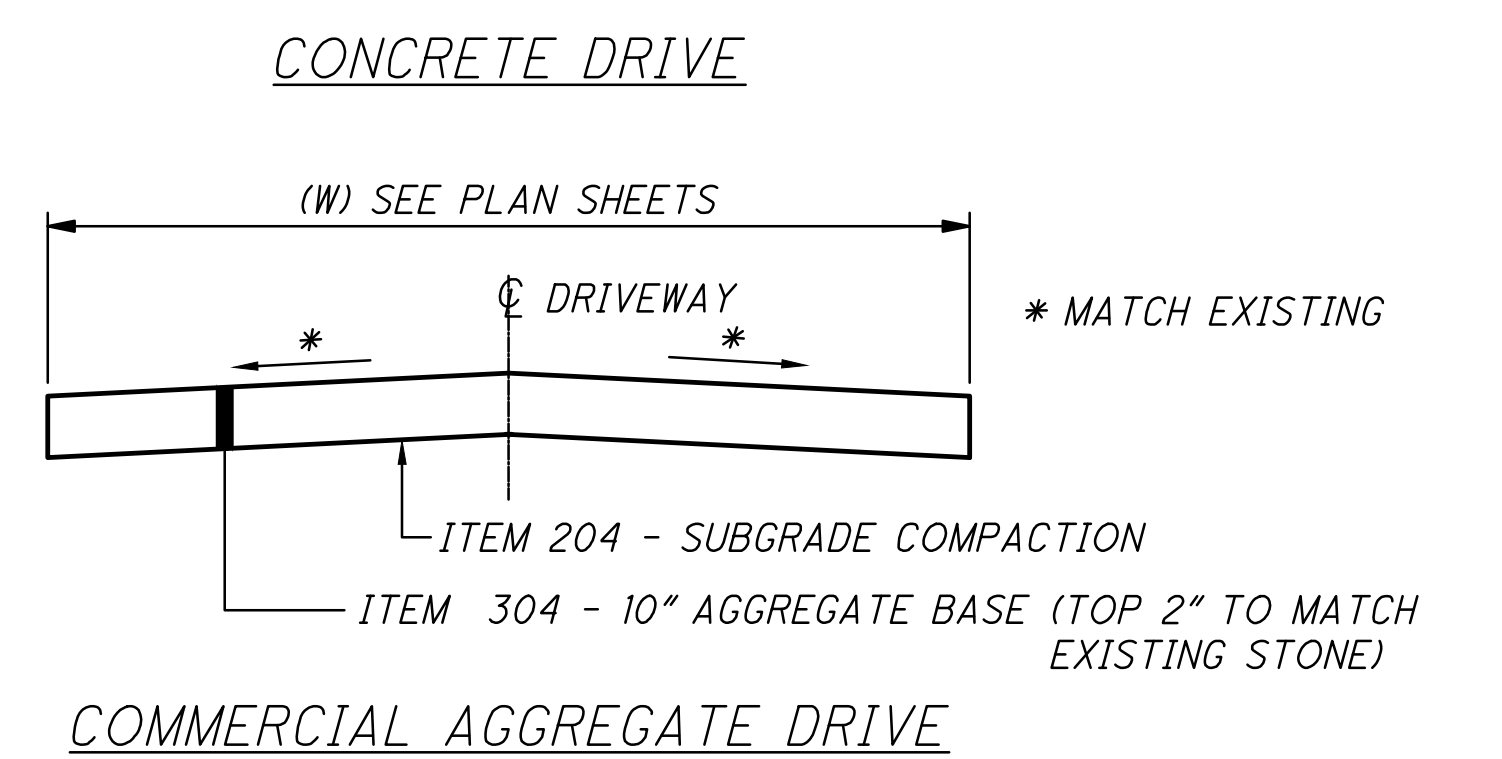 CONCRETE DRIVE
(W) SEE PLAN SHEETS
℄ DRIVEWAY
* MATCH EXISTING
*
*
ITEM 204 - SUBGRADE COMPACTION
ITEM 304 - 10" AGGREGATE BASE (TOP 2" TO MATCH
EXISTING STONE)
COMMERCIAL AGGREGATE DRIVE